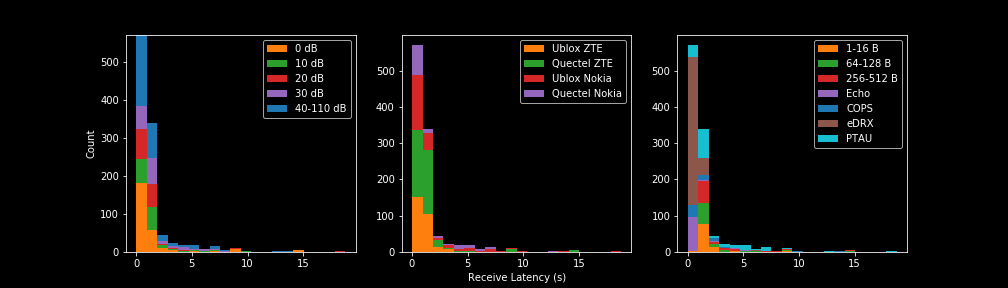 0 dB
10 dB
20 dB
30 dB
40-110 dB
500
400
300
200
100
0
Count
0
5
10
15
Ublox ZTE
Quectel ZTE
Ublox Nokia
Quectel Nokia
500
400
300
200
100
0
0
5
10
15
Receive Latency (s)
1-16 B
64-128 B
256-512 B
Echo
COPS
eDRX
PTAU
500
400
300
200
100
0
0
5
10
15